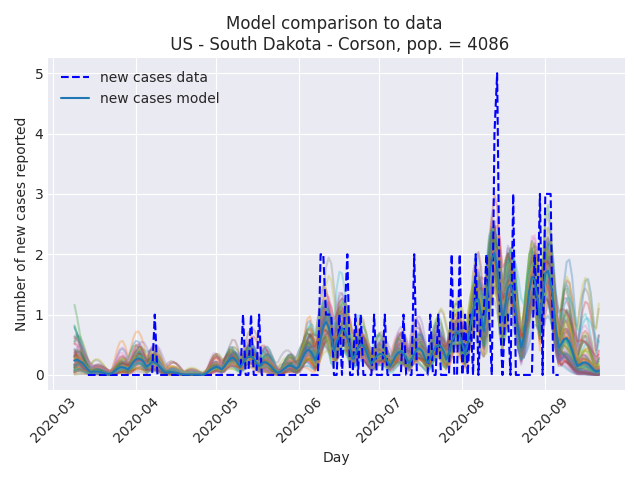 Model comparison to data
US - South Dakota - Corson, pop. = 4086
new cases data
new cases model
Number of new cases reported
5
4
3
2
1
0
2020-03
2020-04
2020-05
2020-06
2020-07
2020-08
2020-09
Day